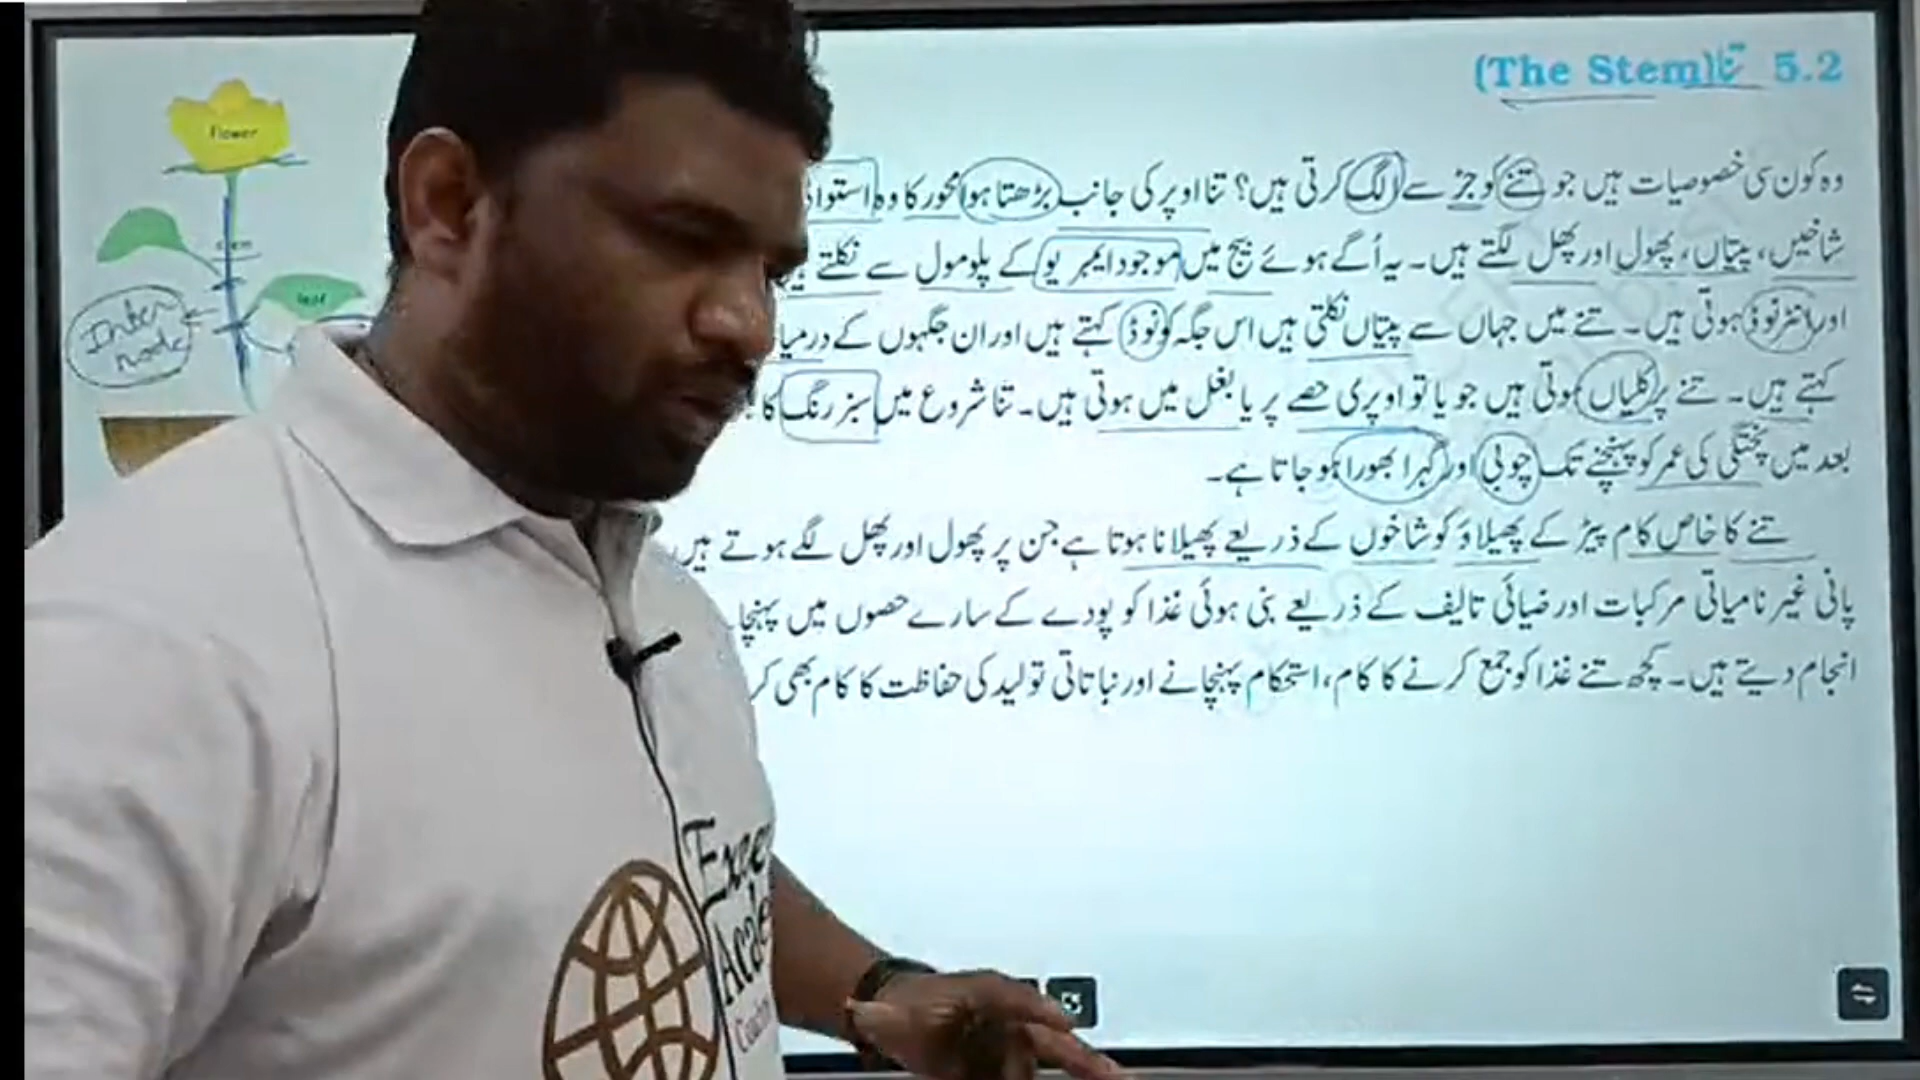 5.2 تنا (The Stem)
وہ کون سی خصوصیات ہیں جو تنے کو جڑ سے الگ کرتی ہیں؟ تنا اوپر کی جانب بڑھتا ہوا محور کا وہ
شاخیں، پتیاں، پھول اور پھل لگتے ہیں۔ یہ اُگے ہوئے بیج میں موجود ایمبریو کے پلومول سے نکلتے
اور انٹرنوڈ ہوتی ہیں۔ تنے میں جہاں سے پتیاں نکلتی ہیں اس جگہ کو نوڈ کہتے ہیں اور ان جگہوں کے
کہتے ہیں۔ تنے پر کلیاں ہوتی ہیں جو یا تو اوپری حصے پر یا بغل میں ہوتی ہیں۔ تنا شروع میں سبز رنگ کا
بعد میں پختگی کی عمر کو پہنچنے تک چوبی اور گہرا بھورا ہو جاتا ہے۔
تنے کا خاص کام پیڑ کے پھیلاؤ کو شاخوں کے ذریعے پھیلانا ہوتا ہے جن پر پھول اور پھل لگے ہوتے ہیں
پانی غیر نامیاتی مرکبات اور ضیائی تالیف کے ذریعے بنی ہوئی غذا کو پودے کے سارے حصوں میں
انجام دیتے ہیں۔ کچھ تنے غذا کو جمع کرنے کا کام، استحکام پہنچانے اور نباتاتی تولید کی حفاظت کا کام بھی
Flower
stem
leaf
Inter
node